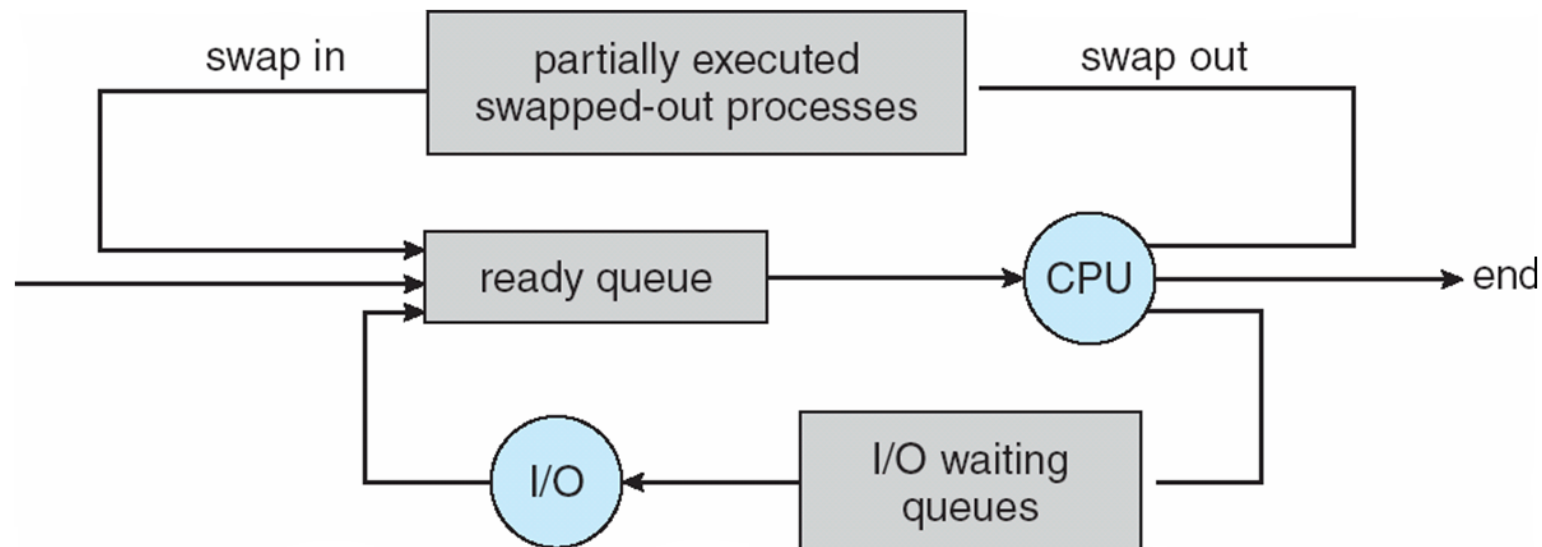 swap in
partially executed
swapped-out processes
swap out
ready queue
CPU
end
I/O
I/O waiting
queues